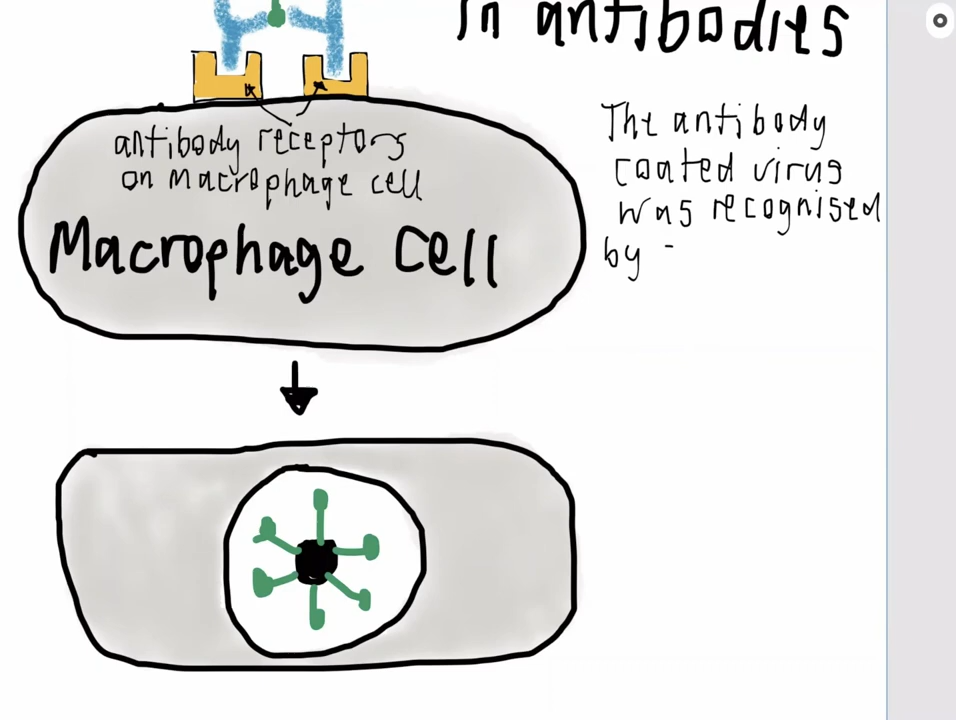 in antibodies
antibody receptors
on macrophage cell
Macrophage cell
The antibody
coated virus
was recognised
by -